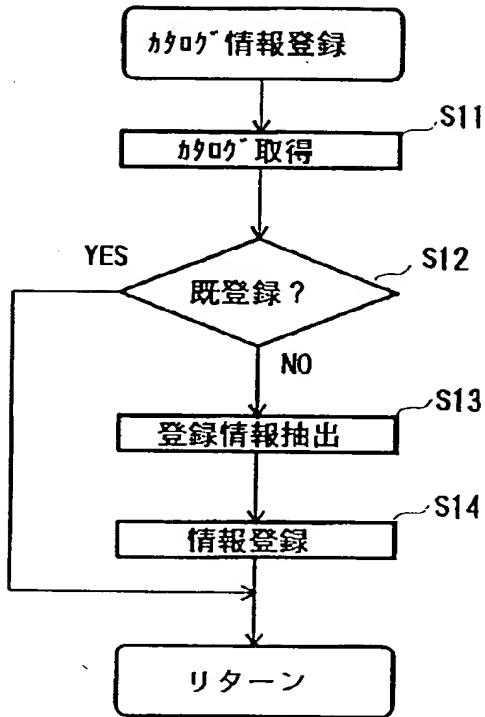 ｶﾀﾛｸﾞ情報登録
S11
ｶﾀﾛｸﾞ取得
YES
S12
既登録？
NO
S13
登録情報抽出
S14
情報登録
リターン